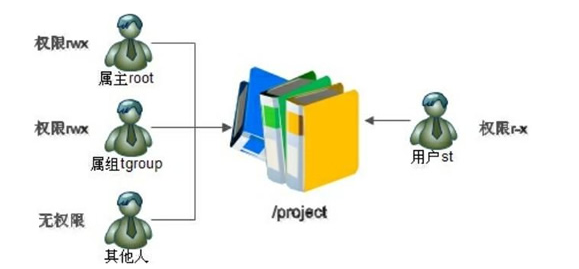 权限rwx
属主root
权限rwx
属组tgroup
无权限
其他人
/project
用户st
权限r-x